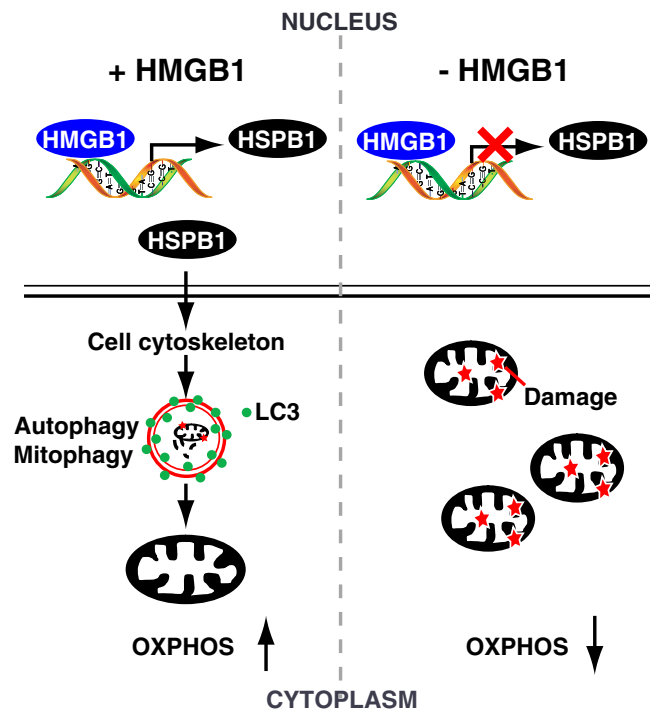 NUCLEUS
+ HMGB1
- HMGB1
HMGB1
HSPB1
HMGB1
HSPB1
HSPB1
Cell cytoskeleton
LC3
Autophagy
Mitophagy
Damage
OXPHOS
OXPHOS
CYTOPLASM